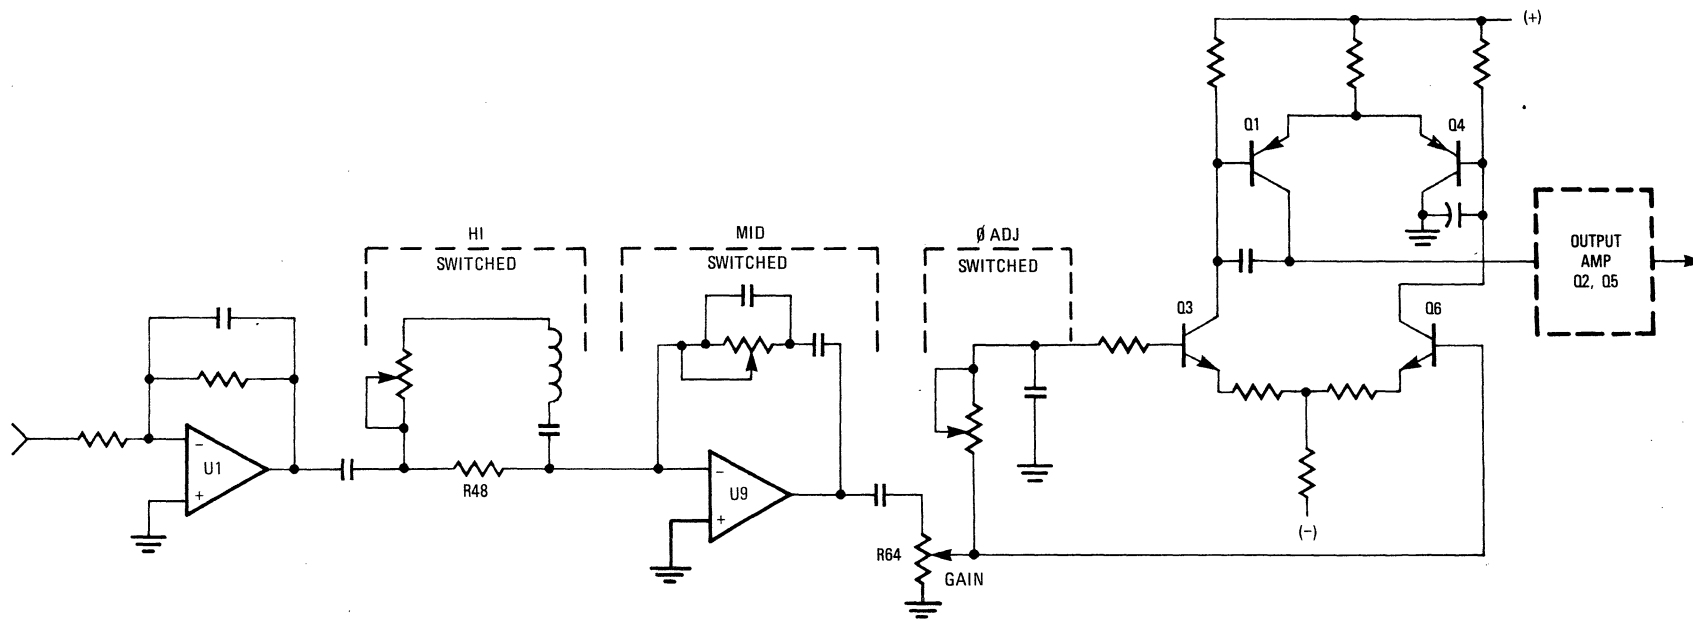 (+)
Q1
Q4
HI
SWITCHED
MID
SWITCHED
Ø ADJ
SWITCHED
OUTPUT
AMP
Q2, Q5
Q3
Q6
−
U1
+
R48
−
U9
+
R64
GAIN
(−)